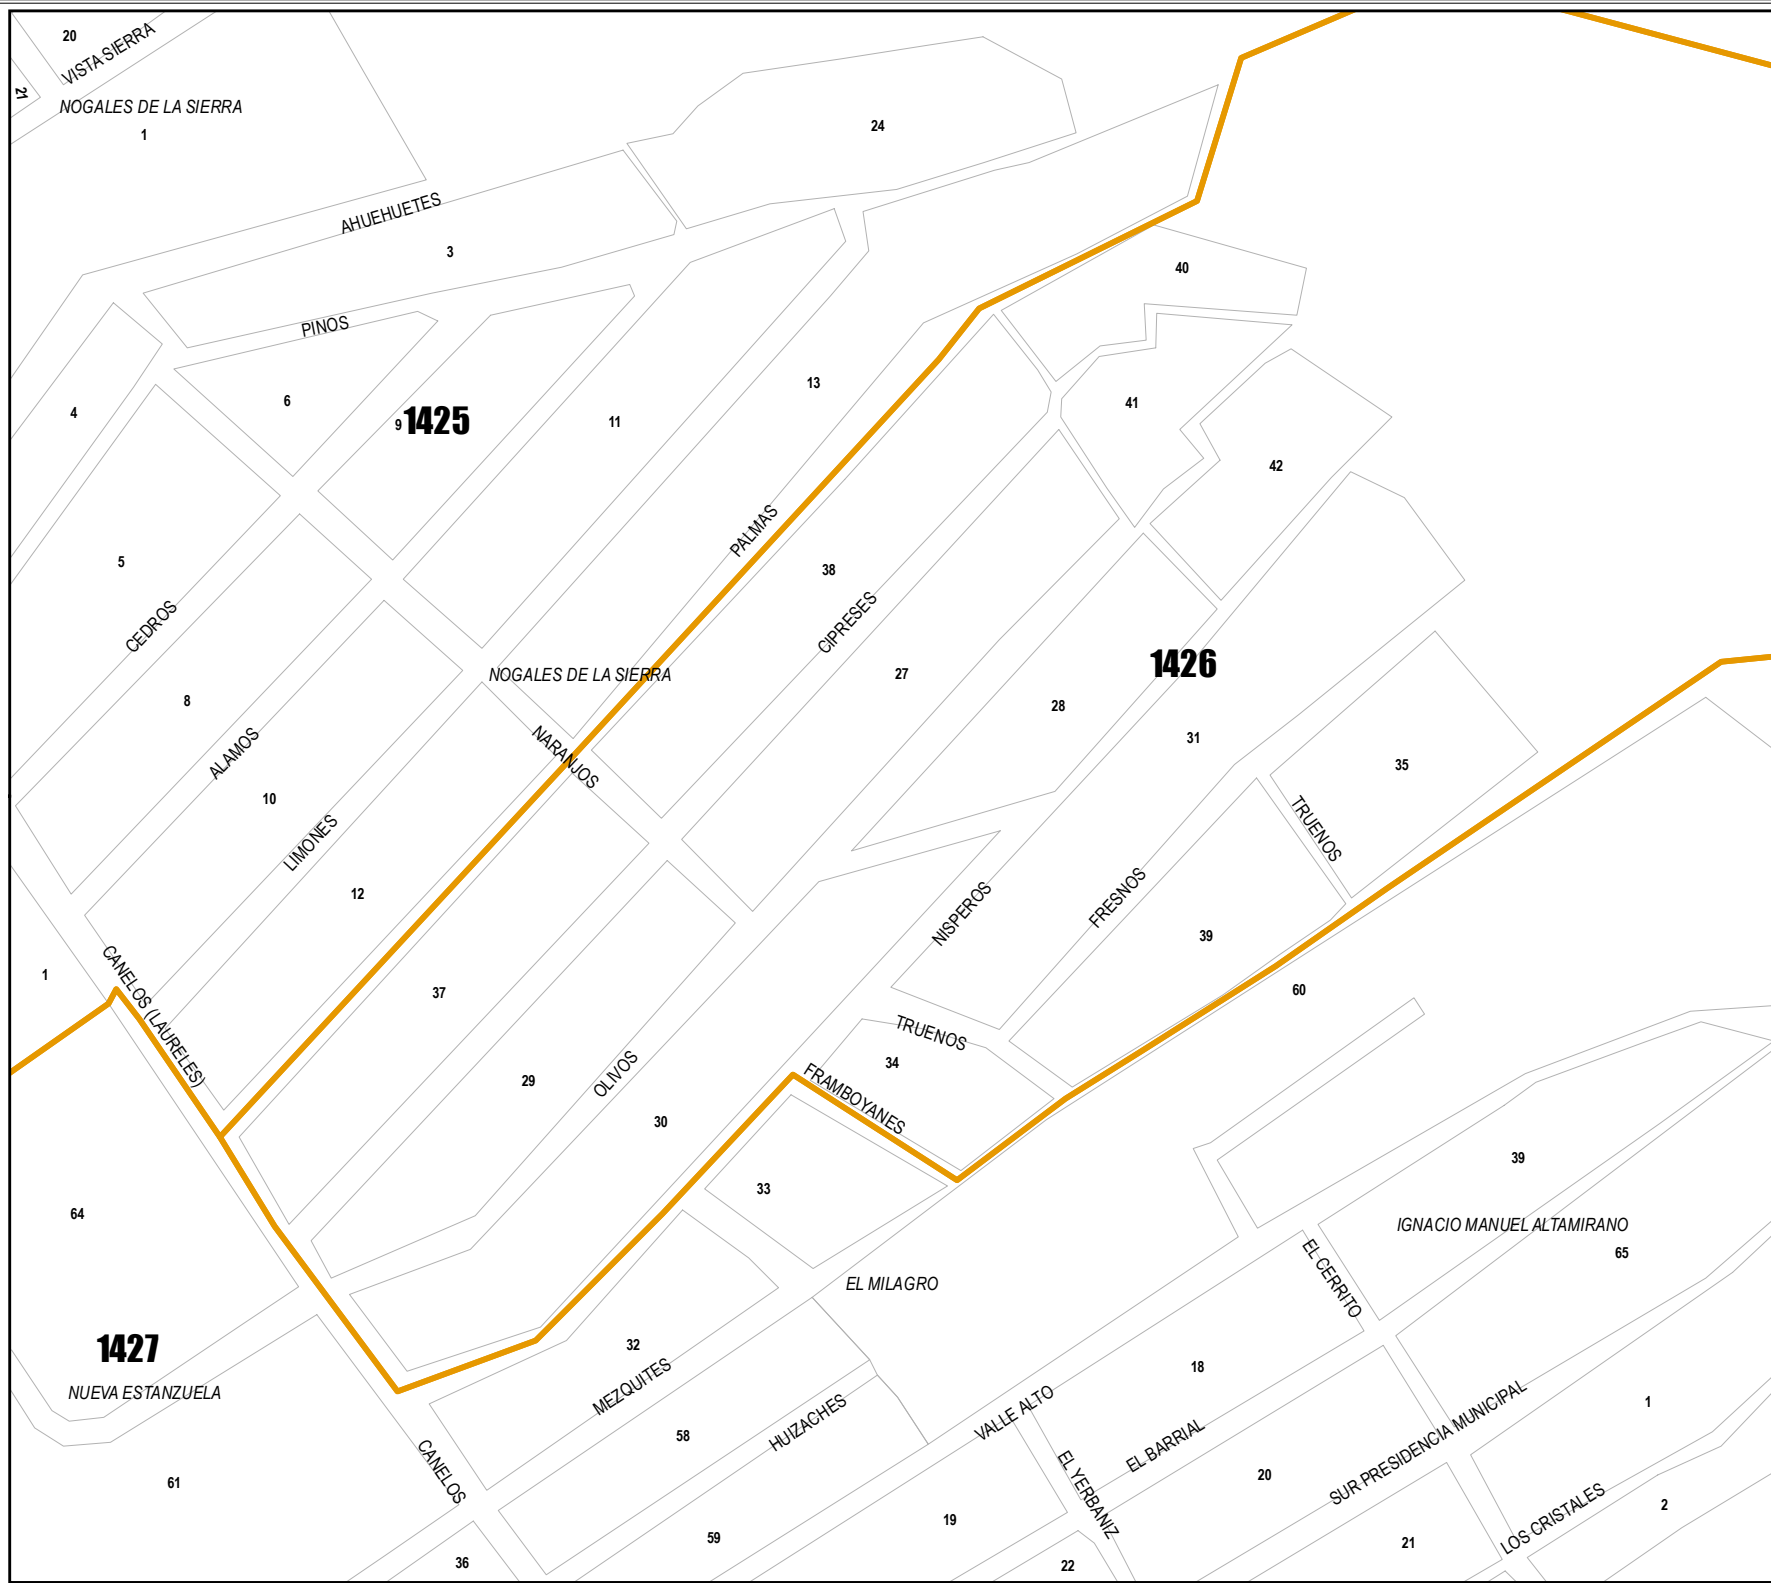 20
VISTA SIERRA
21
NOGALES DE LA SIERRA
1
24
AHUEHUETES
3
40
PINOS
13
6
4
9
1425
11
41
42
PALMAS
5
38
CEDROS
CIPRESES
1426
NOGALES DE LA SIERRA
27
8
28
31
NARANJOS
ALAMOS
35
10
TRUENOS
LIMONES
12
NISPEROS
FRESNOS
39
1
CANELOS (LAURELES)
37
60
TRUENOS
34
OLIVOS
29
FRAMBOYANES
30
39
33
64
IGNACIO MANUEL ALTAMIRANO
65
EL CERRITO
EL MILAGRO
1427
32
18
NUEVA ESTANZUELA
MEZQUITES
VALLE ALTO
1
HUIZACHES
58
EL BARRIAL
SUR PRESIDENCIA MUNICIPAL
CANELOS
61
EL YERBANIZ
20
LOS CRISTALES
2
19
59
21
36
22